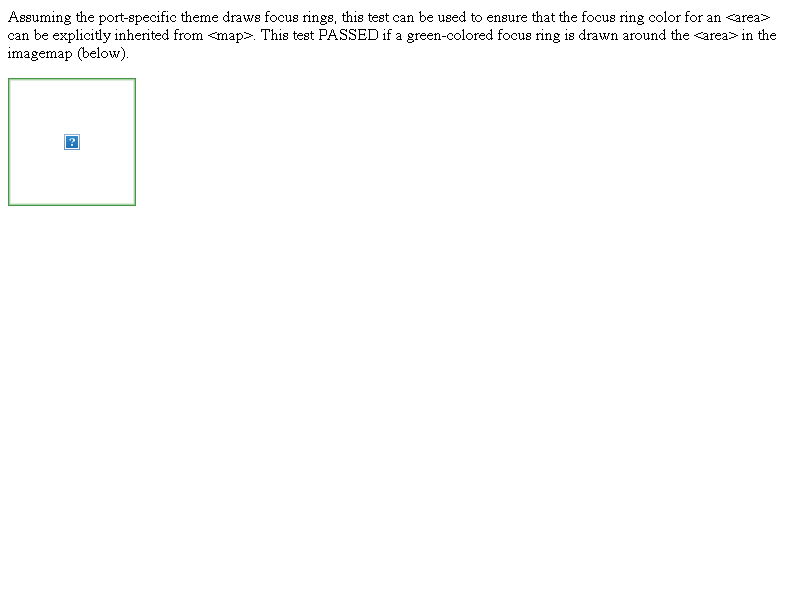 Assuming the port-specific theme draws focus rings, this test can be used to ensure that the focus ring color for an <area>
can be explicitly inherited from <map>. This test PASSED if a green-colored focus ring is drawn around the <area> in the
imagemap (below).
?